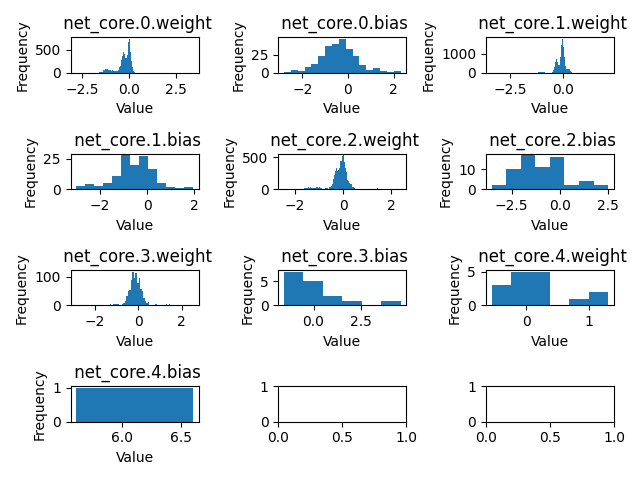 net_core.0.weight
Frequency
500
0
−2.5
0.0
2.5
Value
net_core.0.bias
Frequency
25
0
−2
0
2
Value
net_core.1.weight
Frequency
1000
0
−2.5
0.0
Value
net_core.1.bias
Frequency
25
0
−2
0
2
Value
net_core.2.weight
Frequency
500
0
−2
0
2
Value
net_core.2.bias
Frequency
10
0
−2.5
0.0
2.5
Value
net_core.3.weight
Frequency
100
0
−2
0
2
Value
net_core.3.bias
Frequency
5
0
0.0
2.5
Value
net_core.4.weight
Frequency
5
0
0
1
Value
net_core.4.bias
Frequency
1
0
6.0
6.5
Value
1
0
0.0
0.5
1.0
1
0
0.0
0.5
1.0